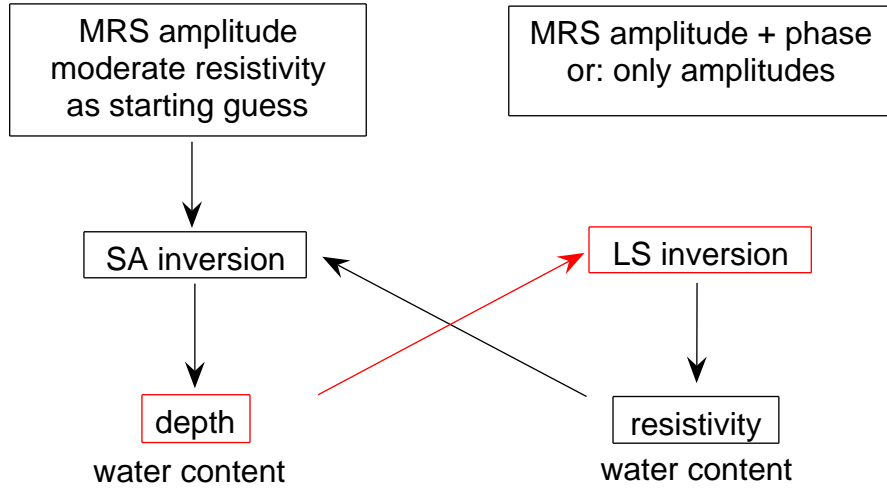 MRS amplitude
moderate resistivity
as starting guess
MRS amplitude + phase
or: only amplitudes
SA inversion
LS inversion
depth
water content
resistivity
water content